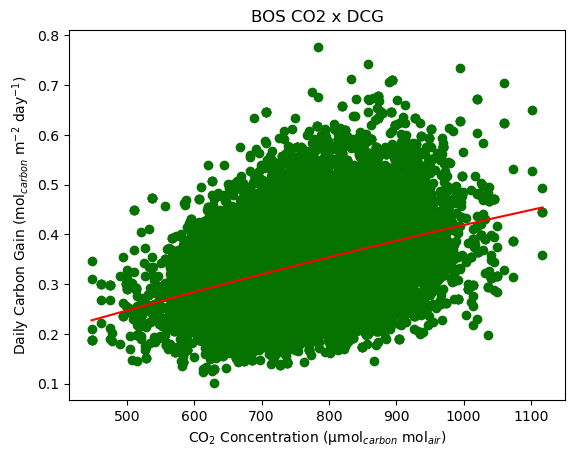 BOS CO2 x DCG
Daily Carbon Gain (mol$_{carbon}$ m$^{-2}$ day$^{-1}$)
0.8
0.7
0.6
0.5
0.4
0.3
0.2
0.1
500 600 700 800 900 1000 1100
CO$_2$ Concentration (μmol$_{carbon}$ mol$_{air}$)